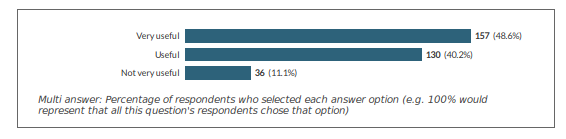 Very useful 157 (48.6%)
Useful 130 (40.2%)
Not very useful 36 (11.1%)
Multi answer: Percentage of respondents who selected each answer option (e.g. 100% would
represent that all this question's respondents chose that option)